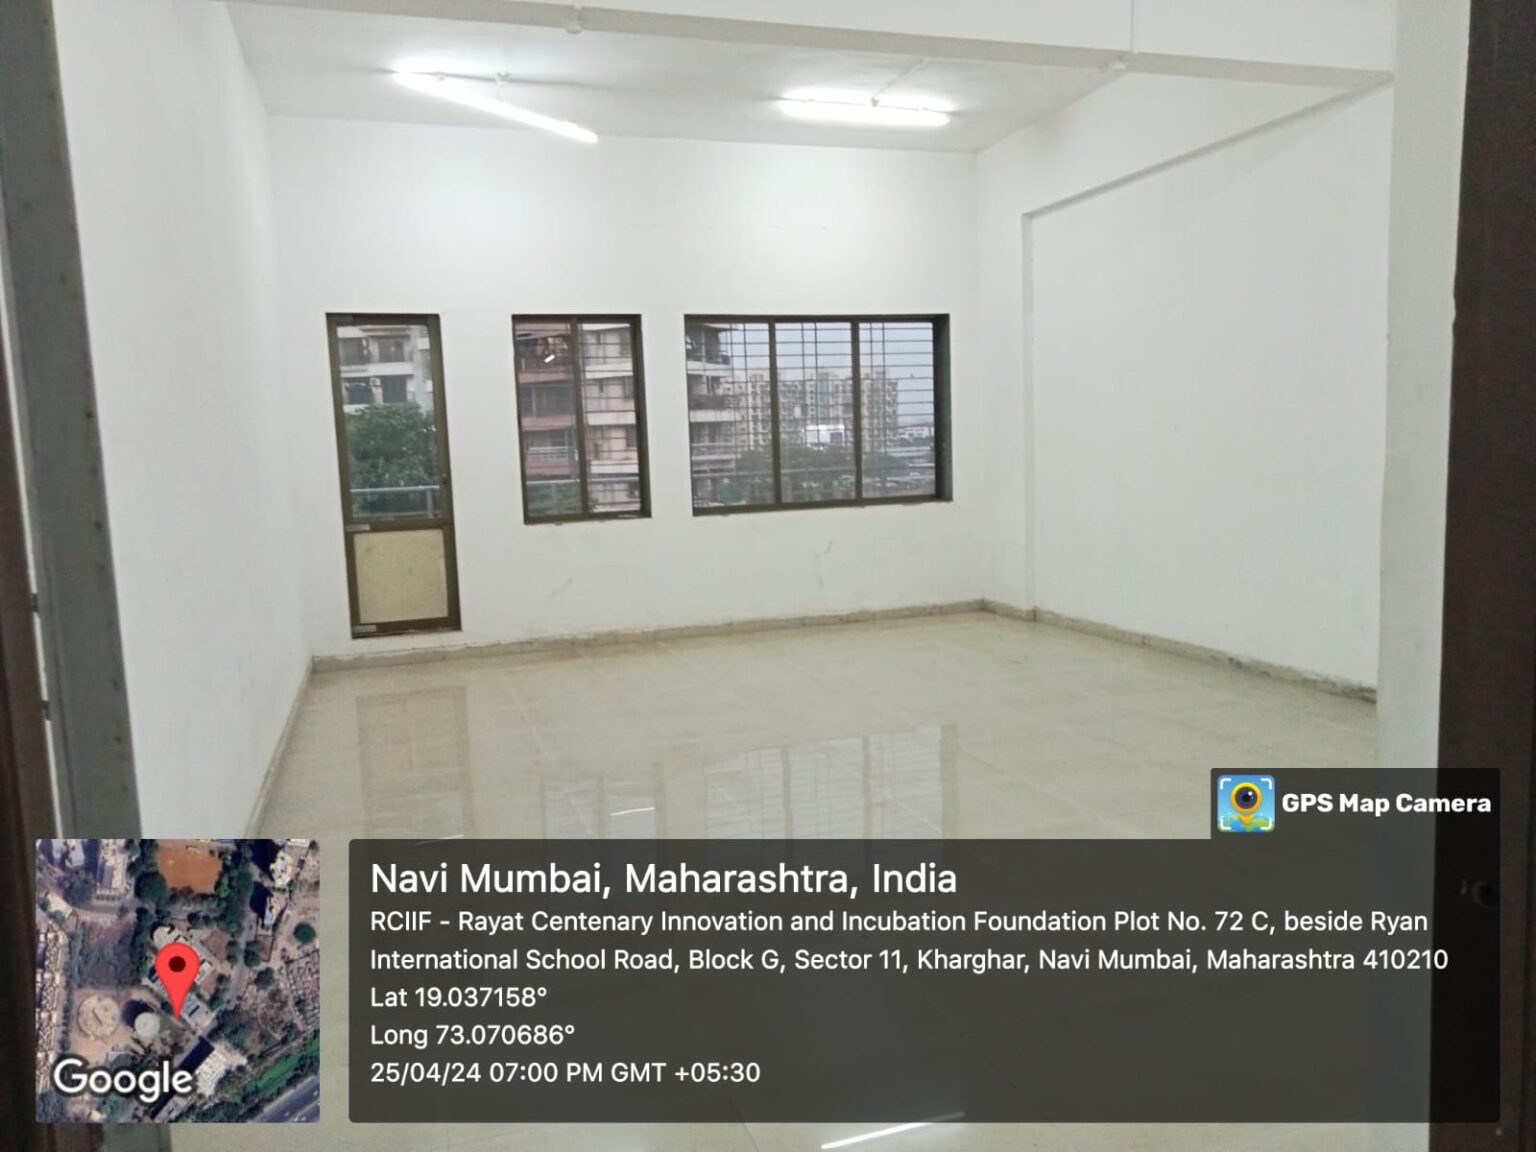 GPS Map Camera
Navi Mumbai, Maharashtra, India
RCIIF - Rayat Centenary Innovation and Incubation Foundation Plot No. 72 C, beside Ryan
International School Road, Block G, Sector 11, Kharghar, Navi Mumbai, Maharashtra 410210
Lat 19.037158°
Long 73.070686°
25/04/24 07:00 PM GMT +05:30
Google